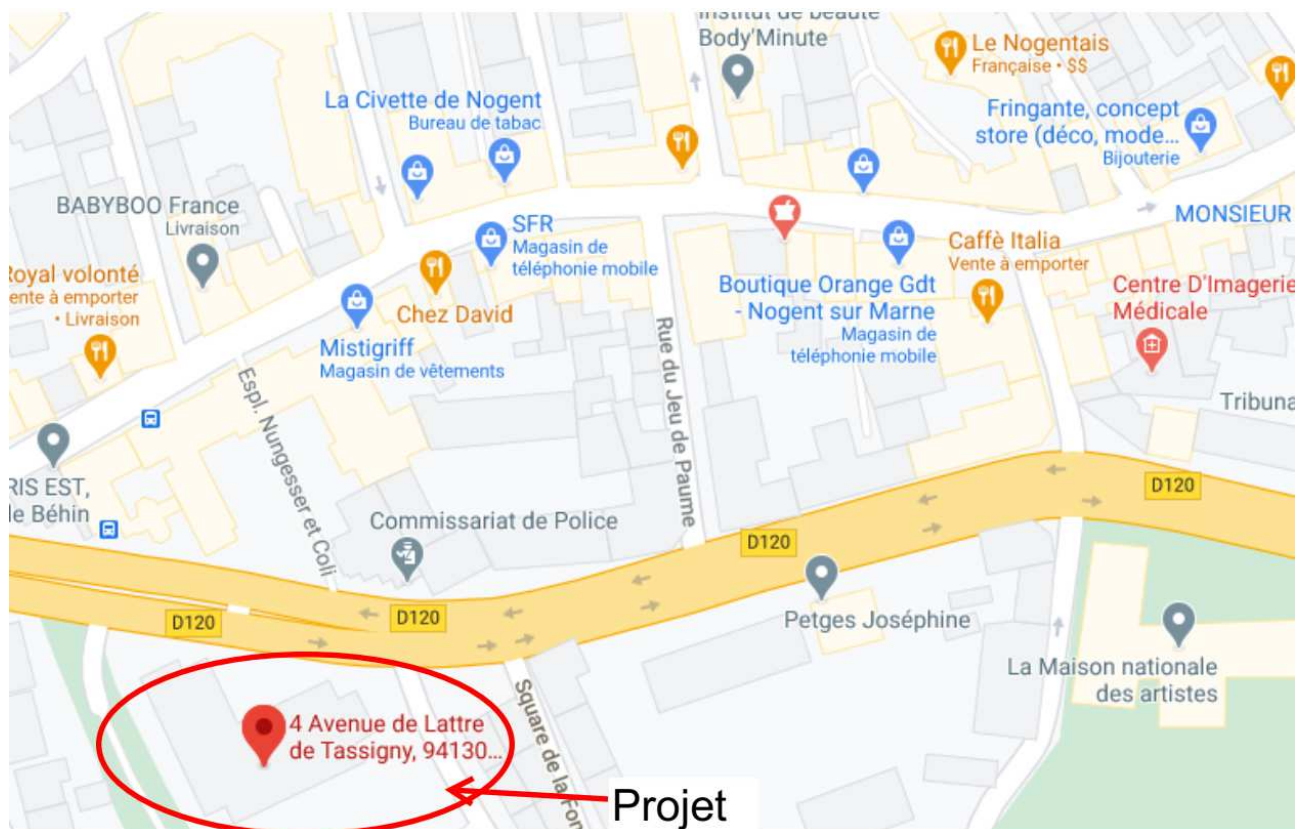 Institut de beauté
Body'Minute
Le Nogentais
Française • $$
La Civette de Nogent
Bureau de tabac
Fringante, concept
store (déco, mode...
Bijouterie
BABYBOO France
Livraison
SFR
Magasin de
téléphonie mobile
MONSIEUR
Caffè Italia
Vente à emporter
Royal volonté
ente à emporter
• Livraison
Chez David
Boutique Orange Gdt
- Nogent sur Marne
Magasin de
téléphonie mobile
Centre D'Imagerie
Médicale
Mistigriff
Magasin de vêtements
Rue du Jeu de Paume
Espl. Nungesser et Coli
Tribuna
RIS EST,
le Béhin
D120
Commissariat de Police
D120
D120
D120
Petges Joséphine
La Maison nationale
des artistes
Square de la Fon
4 Avenue de Lattre
de Tassigny, 94130...
Projet